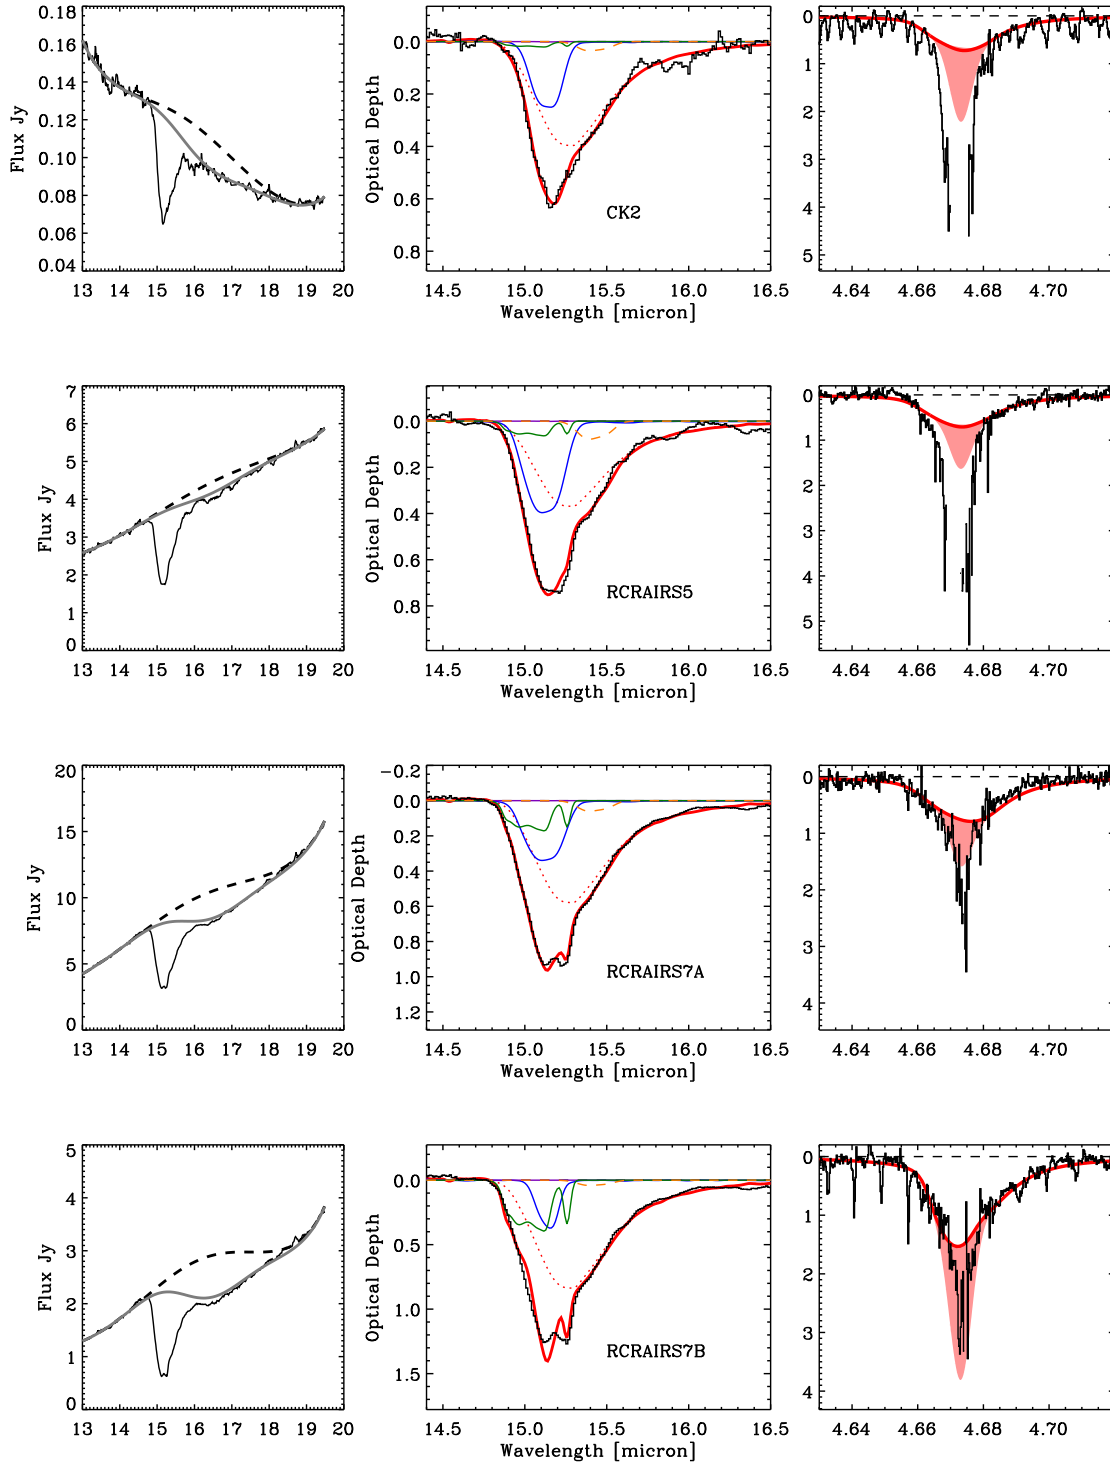 0.18
0.16
0.14
0.12
0.10
0.08
0.06
0.04
Flux Jy
13 14 15 16 17 18 19 20
0.0
0.2
0.4
0.6
0.8
Optical Depth
CK2
14.5 15.0 15.5 16.0 16.5
Wavelength [micron]
0
1
2
3
4
5
4.64 4.66 4.68 4.70
7
6
5
4
3
2
1
0
Flux Jy
13 14 15 16 17 18 19 20
0.0
0.2
0.4
0.6
0.8
Optical Depth
RCRAIRS5
14.5 15.0 15.5 16.0 16.5
Wavelength [micron]
0
1
2
3
4
5
4.64 4.66 4.68 4.70
20
15
10
5
0
Flux Jy
13 14 15 16 17 18 19 20
−0.2
0.0
0.2
0.4
0.6
0.8
1.0
1.2
Optical Depth
RCRAIRS7A
14.5 15.0 15.5 16.0 16.5
Wavelength [micron]
0
1
2
3
4
4.64 4.66 4.68 4.70
5
4
3
2
1
0
Flux Jy
13 14 15 16 17 18 19 20
0.0
0.5
1.0
1.5
Optical Depth
RCRAIRS7B
14.5 15.0 15.5 16.0 16.5
Wavelength [micron]
0
1
2
3
4
4.64 4.66 4.68 4.70